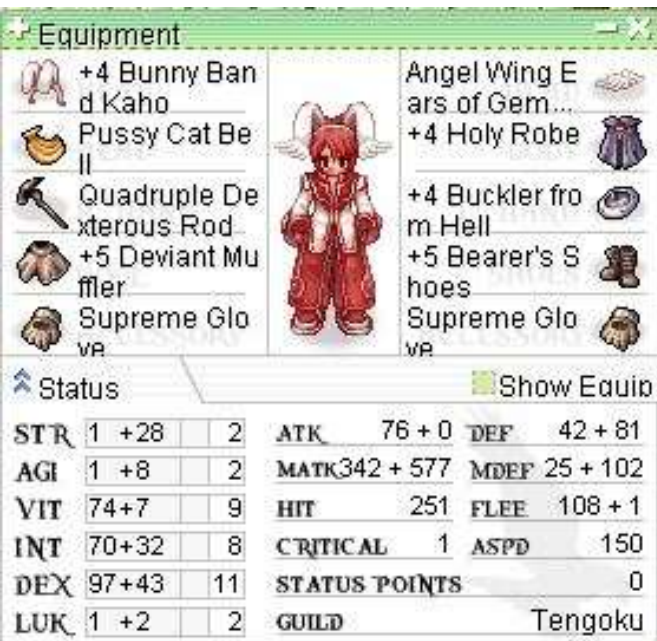 Equipment
+4 Bunny Ban
d Kaho
Angel Wing E
ars of Gem...
Pussy Cat Be
ll
+4 Holy Robe
Quadruple De
xterous Rod
+4 Buckler fro
m Hell
+5 Deviant Mu
ffler
+5 Bearer's S
hoes
Supreme Glo
ve
Supreme Glo
ve
Status
Show Equip
STR 1 +28 2 ATK 76 + 0 DEF 42 + 81
AGI 1 +8 2 MATK 342 + 577 MDEF 25 + 102
VIT 74+7 9 HIT 251 FLEE 108 + 1
INT 70+32 8 CRITICAL 1 ASPD 150
DEX 97+43 11 STATUS POINTS 0
LUK 1 +2 2 GUILD Tengoku